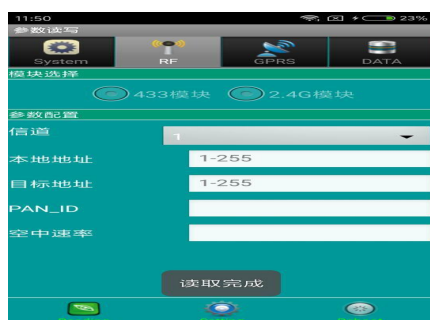 11:50 23%
参数读写
System RF GPRS DATA
模块选择
433模块 2.4G模块
参数配置
信道 1
本地地址 1-255
目标地址 1-255
PAN_ID
空中速率
读取完成